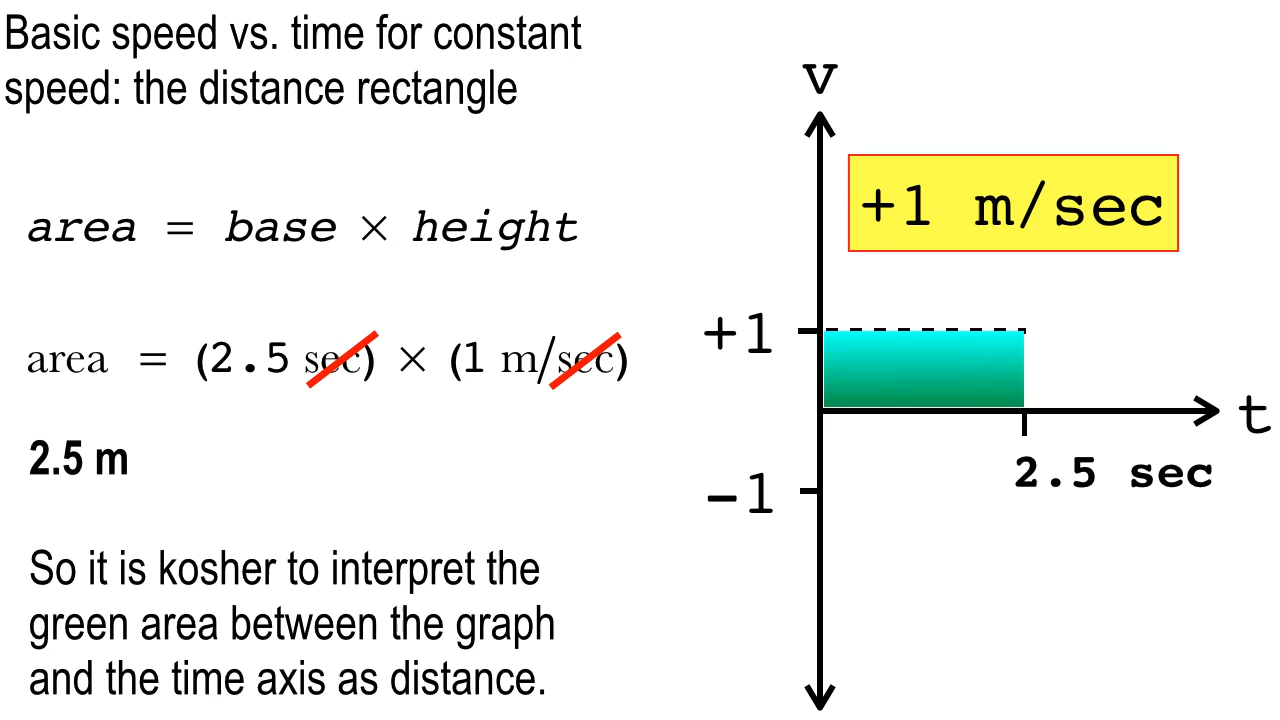 Basic speed vs. time for constant
speed: the distance rectangle
area = base × height
area = (2.5 sec) × (1 m/sec)
2.5 m
So it is kosher to interpret the
green area between the graph
and the time axis as distance.
v
+1 m/sec
+1
t
2.5 sec
-1